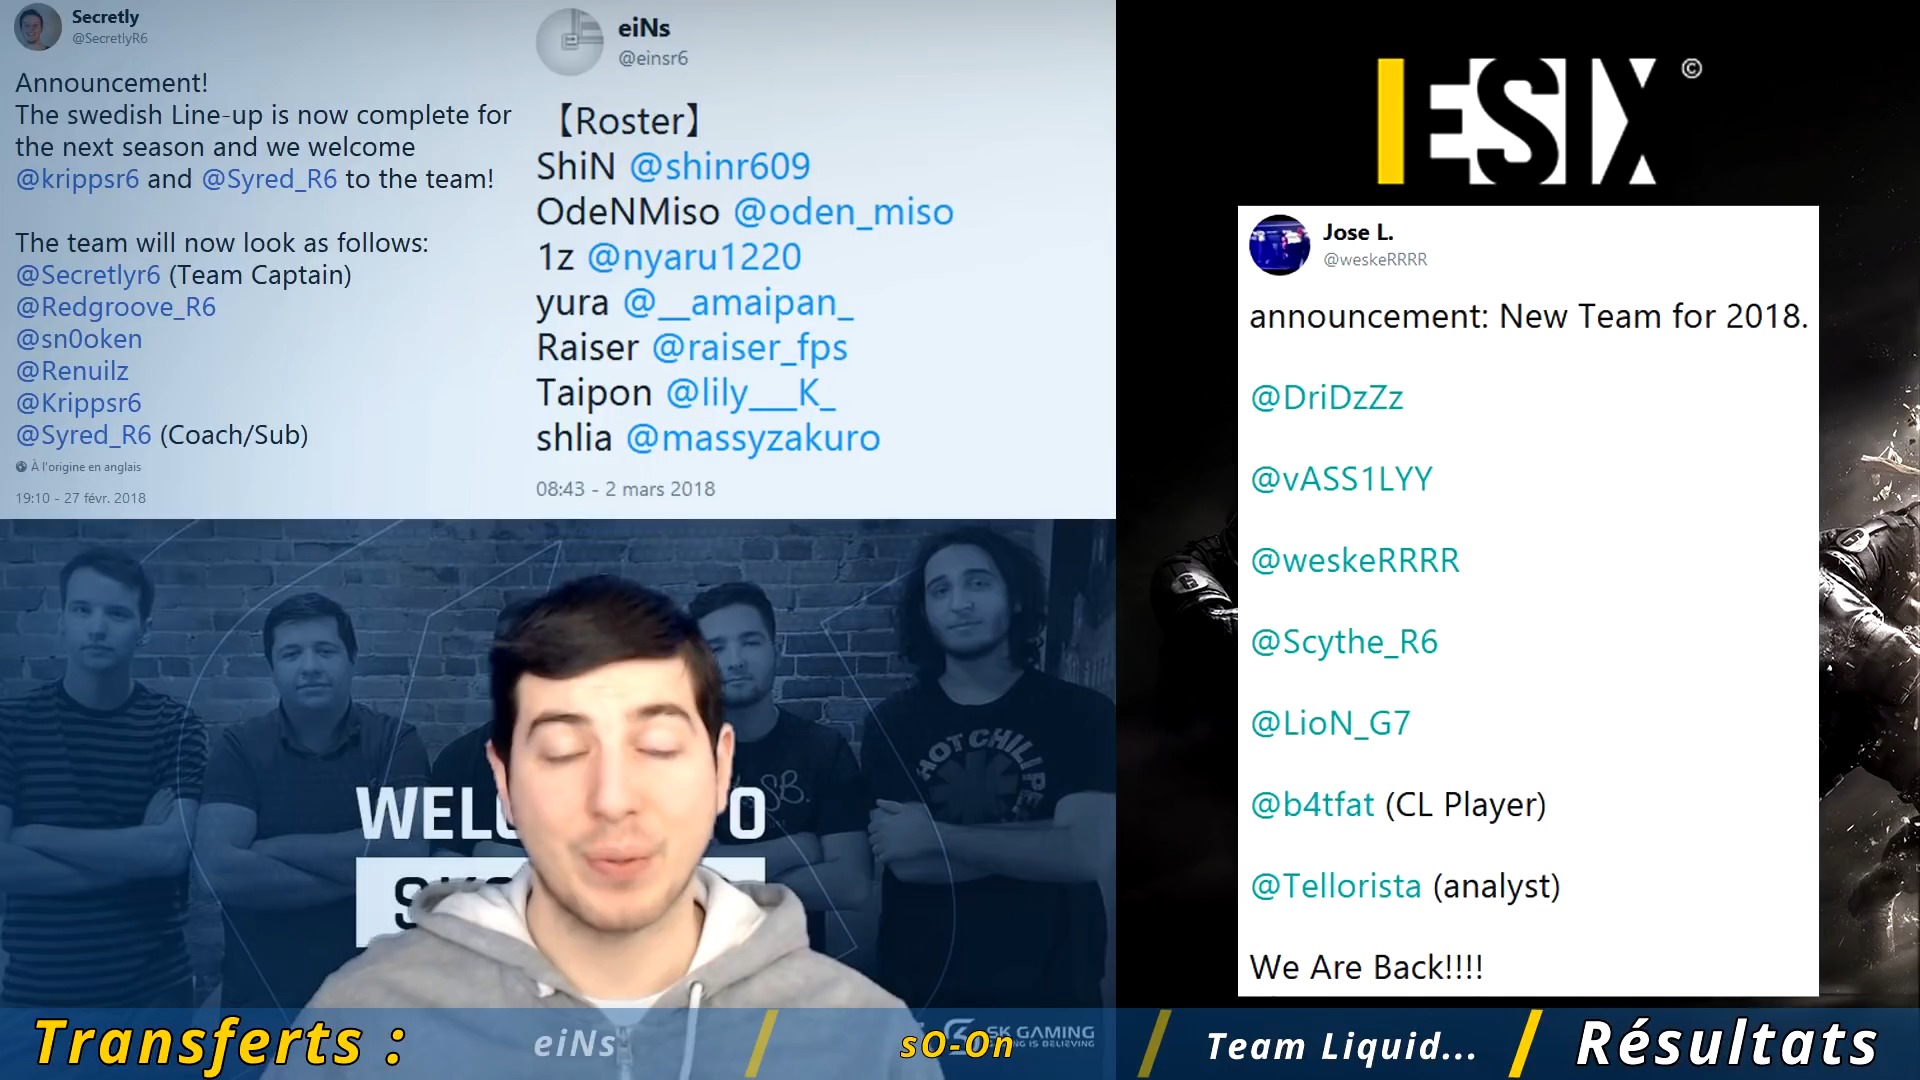 Secretly
@SecretlyR6
Announcement!
The swedish Line-up is now complete for
the next season and we welcome
@krippsr6 and @Syred_R6 to the team!
The team will now look as follows:
@Secretlyr6 (Team Captain)
@Redgroove_R6
@sn0oken
@Renuilz
@Krippsr6
@Syred_R6 (Coach/Sub)
À l'origine en anglais
19:10 - 27 févr. 2018
eiNs
@einsr6
【Roster】
ShiN @shinr609
OdeNMiso @oden_miso
1z @nyaru1220
yura @__amaipan_
Raiser @raiser_fps
Taipon @lily___K_
shlia @massyzakuro
08:43 - 2 mars 2018
ESIX ©
Jose L.
@weskeRRRR
announcement: New Team for 2018.
@DriDzZz
@vASS1LYY
@weskeRRRR
@Scythe_R6
@LioN_G7
@b4tfat (CL Player)
@Tellorista (analyst)
We Are Back!!!!
HOT CHILI PE
SK GAMING
Transferts :
eiNs
sO-On
Team Liquid...
Résultats